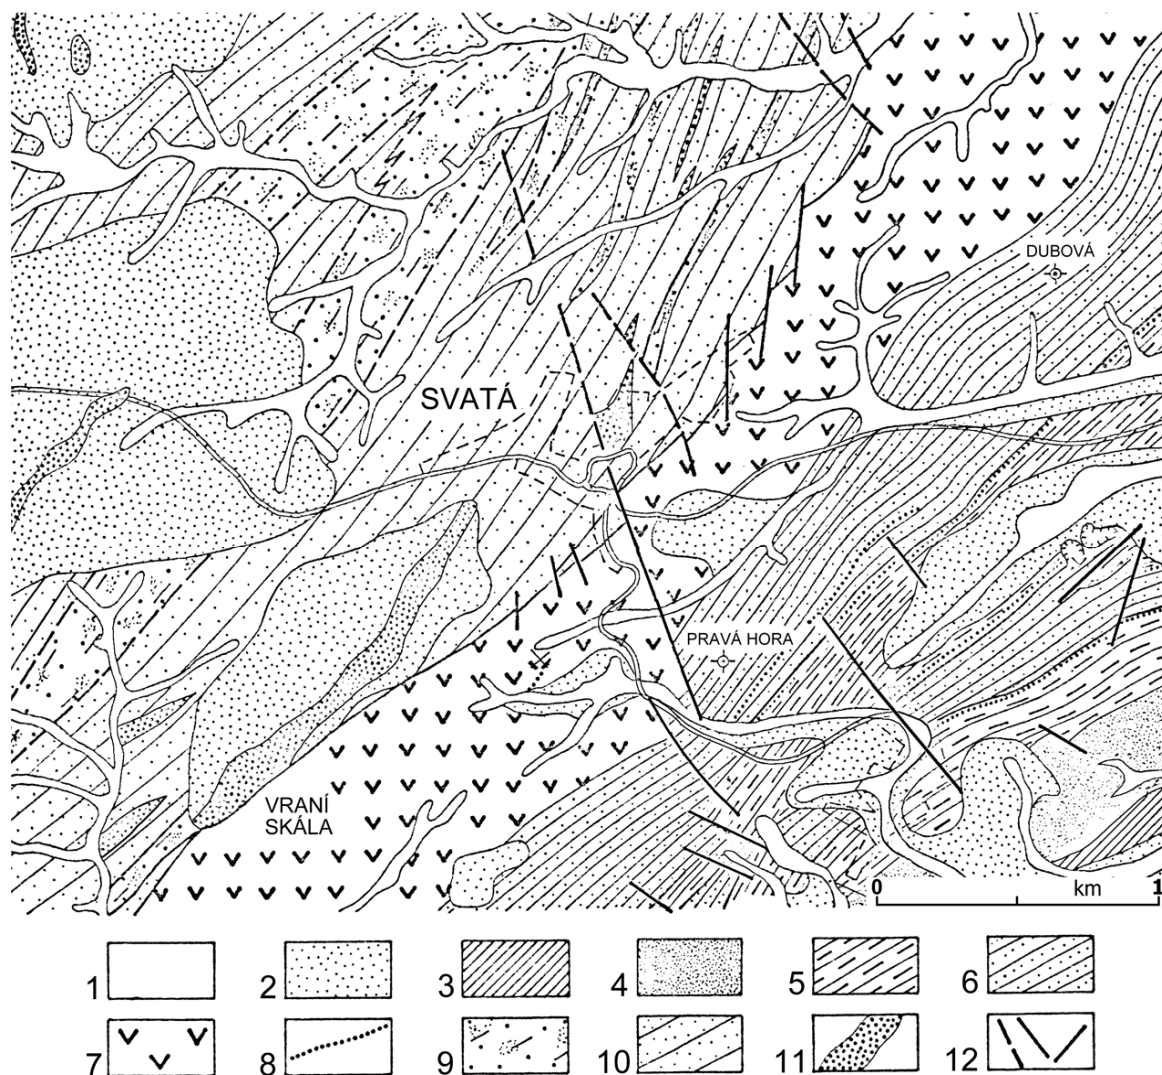 DUBOVÁ
SVATÁ
PRAVÁ HORA
VRANÍ
SKÁLA
0 km 1
1 2 3 4 5 6
7 8 9 10 11 12